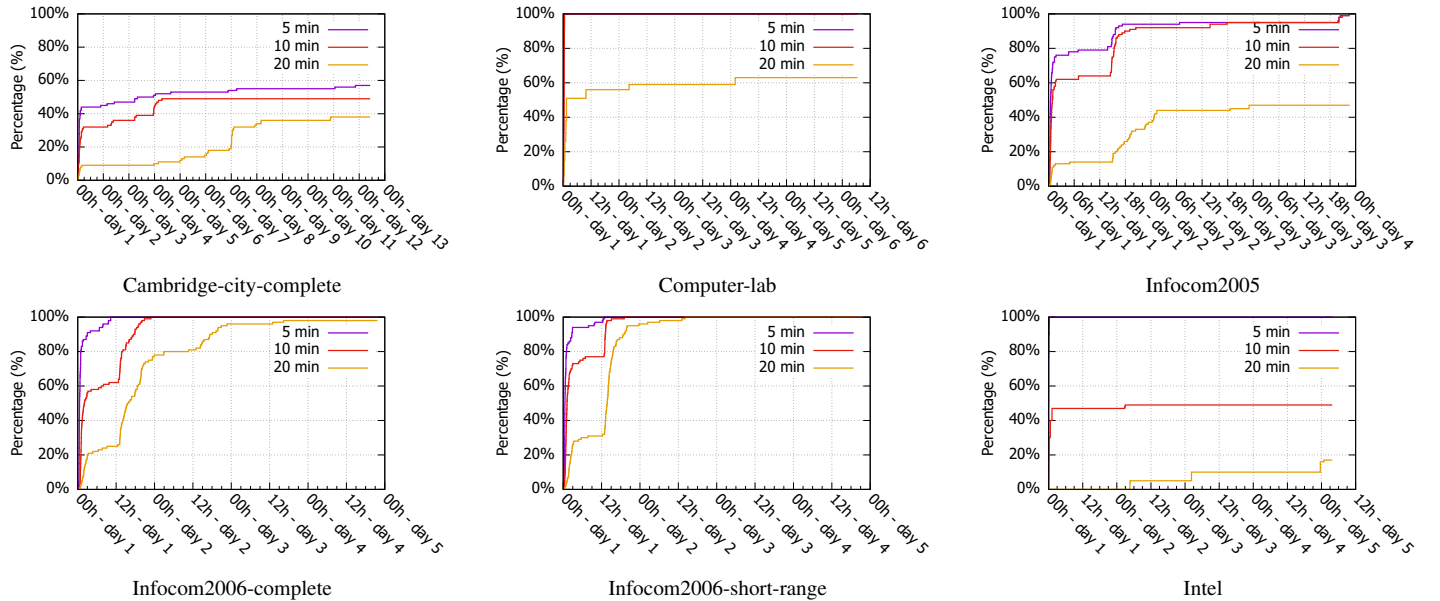 100%
80%
60%
40%
20%
0%
Percentage (%)
5 min
10 min
20 min
00h - day 1
00h - day 2
00h - day 3
00h - day 4
00h - day 5
00h - day 6
00h - day 7
00h - day 8
00h - day 9
00h - day 10
00h - day 11
00h - day 12
00h - day 13
Cambridge-city-complete
100%
80%
60%
40%
20%
0%
Percentage (%)
5 min
10 min
20 min
00h - day 1
12h - day 1
00h - day 2
12h - day 2
00h - day 3
12h - day 3
00h - day 4
12h - day 4
00h - day 5
12h - day 5
00h - day 6
12h - day 6
Computer-lab
100%
80%
60%
40%
20%
0%
Percentage (%)
5 min
10 min
20 min
00h - day 1
06h - day 1
12h - day 1
18h - day 1
00h - day 2
06h - day 2
12h - day 2
18h - day 2
00h - day 3
06h - day 3
12h - day 3
18h - day 3
00h - day 4
Infocom2005
100%
80%
60%
40%
20%
0%
Percentage (%)
5 min
10 min
20 min
00h - day 1
12h - day 1
00h - day 2
12h - day 2
00h - day 3
12h - day 3
00h - day 4
12h - day 4
00h - day 5
Infocom2006-complete
100%
80%
60%
40%
20%
0%
Percentage (%)
5 min
10 min
20 min
00h - day 1
12h - day 1
00h - day 2
12h - day 2
00h - day 3
12h - day 3
00h - day 4
12h - day 4
00h - day 5
Infocom2006-short-range
100%
80%
60%
40%
20%
0%
Percentage (%)
5 min
10 min
20 min
00h - day 1
12h - day 1
00h - day 2
12h - day 2
00h - day 3
12h - day 3
00h - day 4
12h - day 4
00h - day 5
12h - day 5
Intel